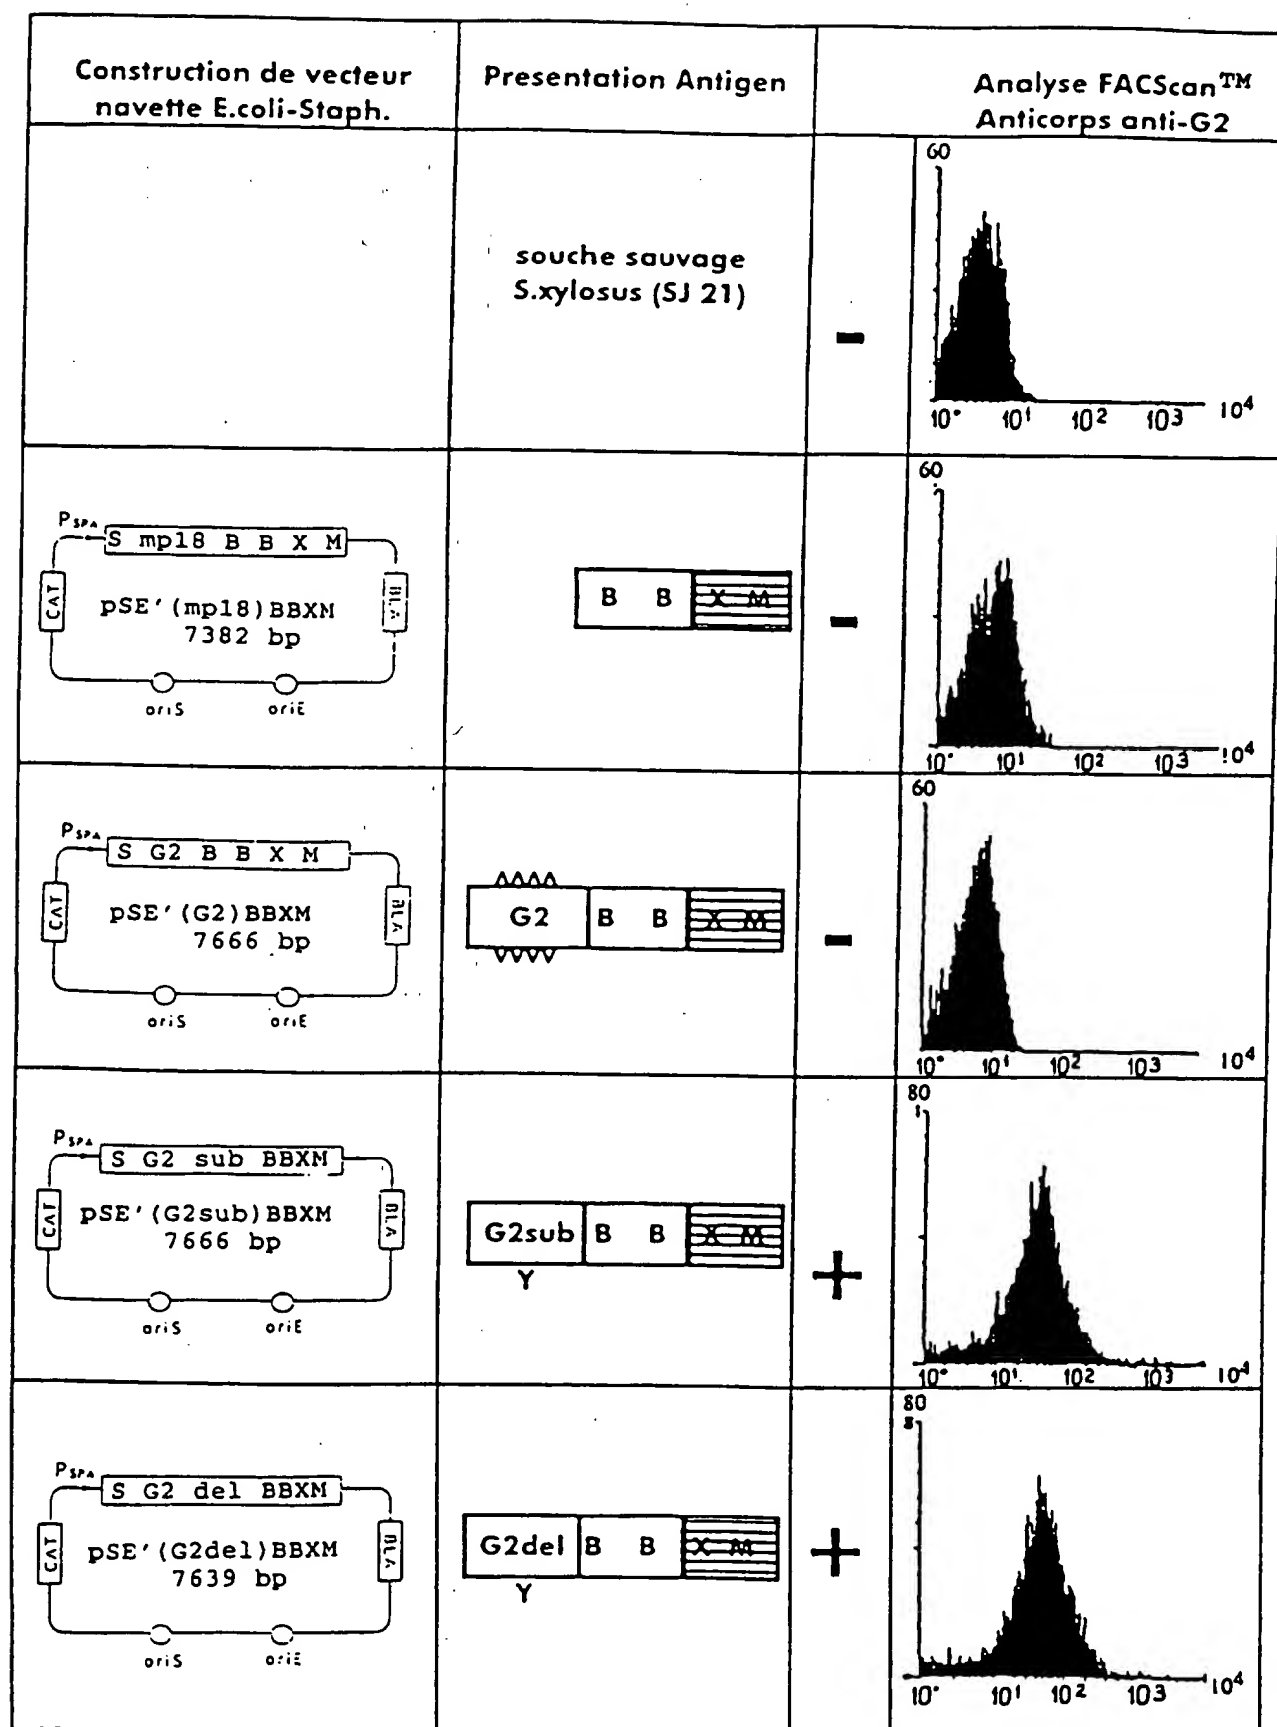 Construction de vecteur
navette E.coli-Staph.
Presentation Antigen
Analyse FACScan™
Anticorps anti-G2
souche sauvage
S.xylosus (SJ 21)
-
60
10° 10¹ 10² 10³ 10⁴
PSPA
S mp18 B B X M
CAT
BLA
pSE'(mp18)BBXM
7382 bp
oriS oriE
B B X M
-
60
10° 10¹ 10² 10³ 10⁴
PSPA
S G2 B B X M
CAT
BLA
pSE'(G2)BBXM
7666 bp
oriS oriE
G2 B B X M
-
60
10° 10¹ 10² 10³ 10⁴
PSPA
S G2 sub BBXM
CAT
BLA
pSE'(G2sub)BBXM
7666 bp
oriS oriE
G2sub B B X M
Y
+
80
10° 10¹ 10² 10³ 10⁴
PSPA
S G2 del BBXM
CAT
BLA
pSE'(G2del)BBXM
7639 bp
oriS oriE
G2del B B X M
Y
+
80
10° 10¹ 10² 10³ 10⁴